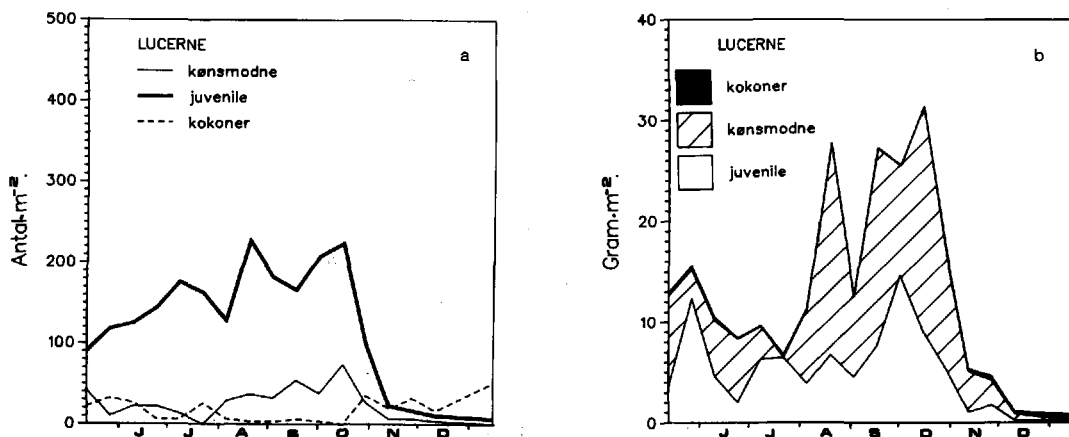 500
400
300
200
100
0
Antal·m⁻².
LUCERNE
kønsmodne
juvenile
kokoner
a
J J A S O N D
40
30
20
10
0
Gram·m⁻².
LUCERNE
kokoner
kønsmodne
juvenile
b
J J A S O N D